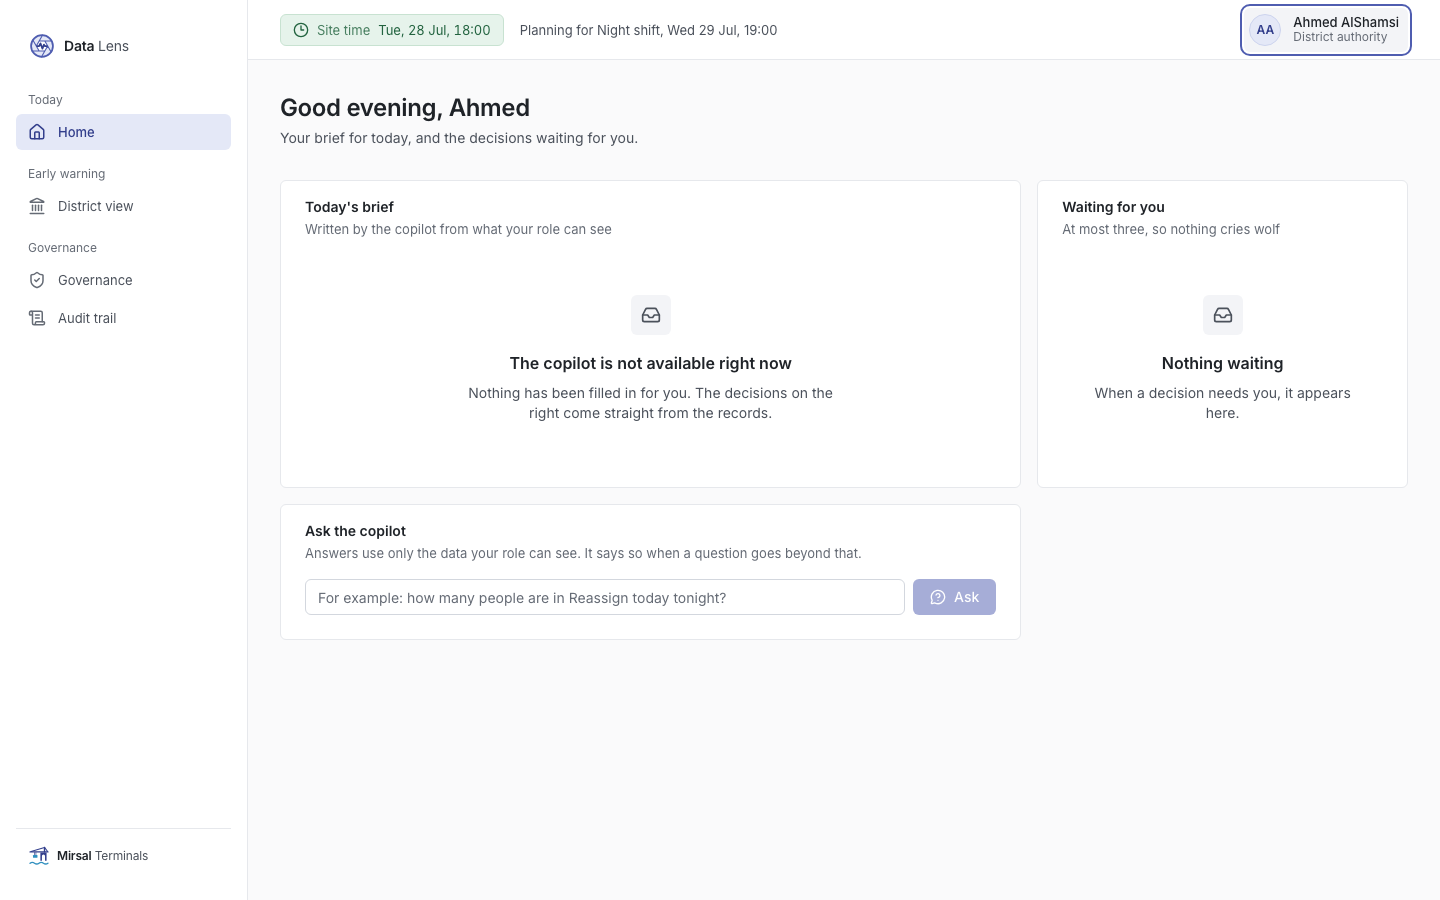 Data Lens
Today
Home
Early warning
District view
Governance
Governance
Audit trail
Mirsal Terminals
Site time Tue, 28 Jul, 18:00
Planning for Night shift, Wed 29 Jul, 19:00
AA
Ahmed AlShamsi
District authority
Good evening, Ahmed
Your brief for today, and the decisions waiting for you.
Today's brief
Written by the copilot from what your role can see
The copilot is not available right now
Nothing has been filled in for you. The decisions on the
right come straight from the records.
Waiting for you
At most three, so nothing cries wolf
Nothing waiting
When a decision needs you, it appears
here.
Ask the copilot
Answers use only the data your role can see. It says so when a question goes beyond that.
For example: how many people are in Reassign today tonight?
Ask